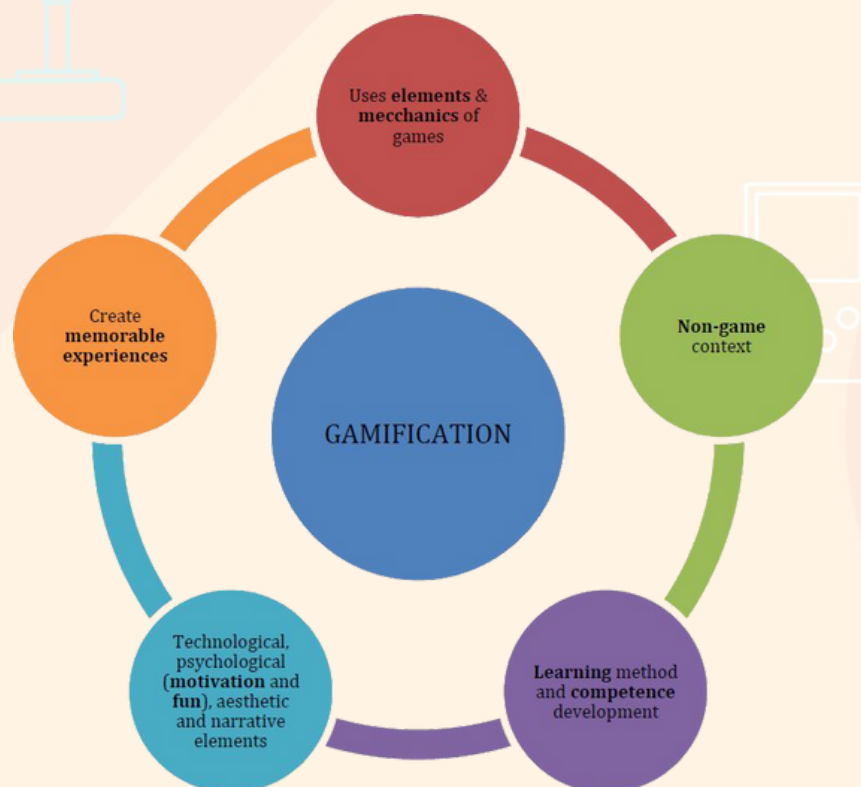 Uses elements &
mecchanics of
games
Non-game
context
Learning method
and competence
development
Technological,
psychological
(motivation and
fun), aesthetic
and narrative
elements
Create
memorable
experiences
GAMIFICATION